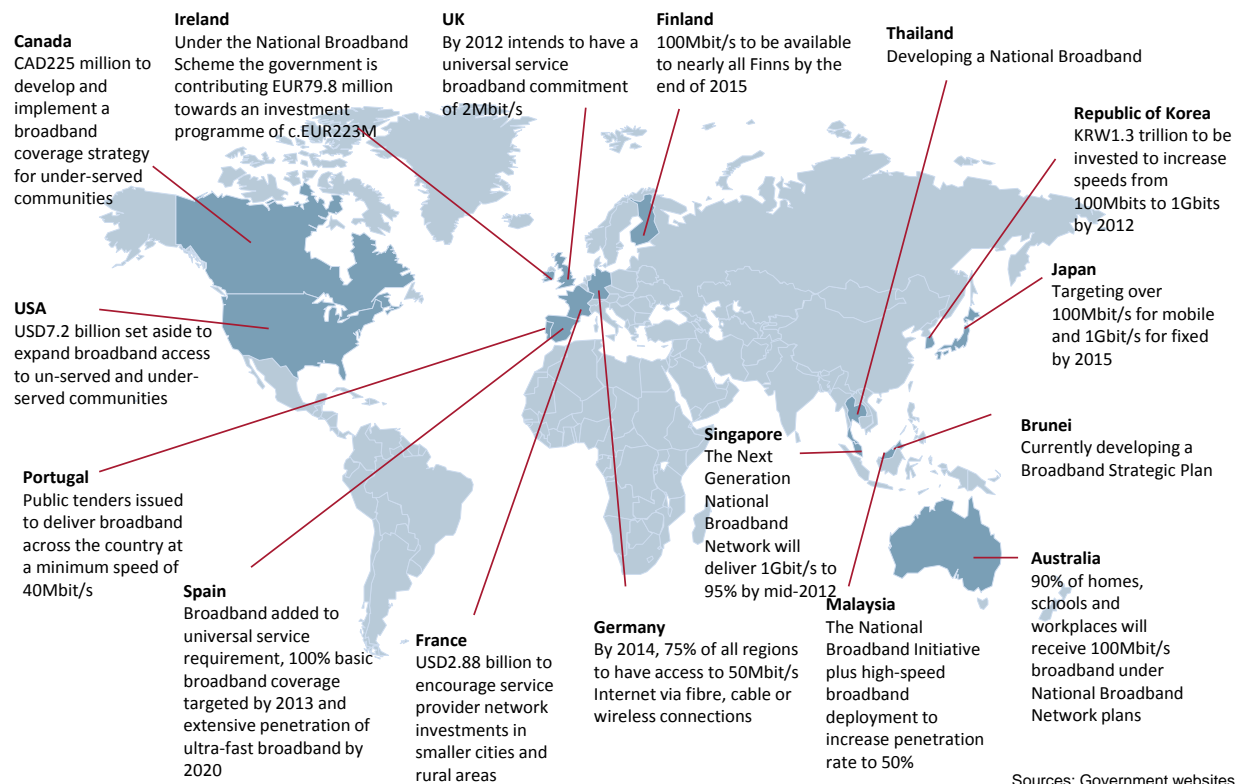 Canada
CAD225 million to
develop and
implement a
broadband
coverage strategy
for under-served
communities
Ireland
Under the National Broadband
Scheme the government is
contributing EUR79.8 million
towards an investment
programme of c.EUR223M
UK
By 2012 intends to have a
universal service
broadband commitment
of 2Mbit/s
Finland
100Mbit/s to be available
to nearly all Finns by the
end of 2015
Thailand
Developing a National Broadband
Republic of Korea
KRW1.3 trillion to be
invested to increase
speeds from
100Mbits to 1Gbits
by 2012
Japan
Targeting over
100Mbit/s for mobile
and 1Gbit/s for fixed
by 2015
USA
USD7.2 billion set aside to
expand broadband access
to un-served and under-
served communities
Brunei
Currently developing a
Broadband Strategic Plan
Singapore
The Next
Generation
National
Broadband
Network will
deliver 1Gbit/s to
95% by mid-2012
Portugal
Public tenders issued
to deliver broadband
across the country at
a minimum speed of
40Mbit/s
Spain
Broadband added to
universal service
requirement, 100% basic
broadband coverage
targeted by 2013 and
extensive penetration of
ultra-fast broadband by
2020
France
USD2.88 billion to
encourage service
provider network
investments in
smaller cities and
rural areas
Germany
By 2014, 75% of all regions
to have access to 50Mbit/s
Internet via fibre, cable or
wireless connections
Malaysia
The National
Broadband Initiative
plus high-speed
broadband
deployment to
increase penetration
rate to 50%
Australia
90% of homes,
schools and
workplaces will
receive 100Mbit/s
broadband under
National Broadband
Network plans
Sources: Government websites